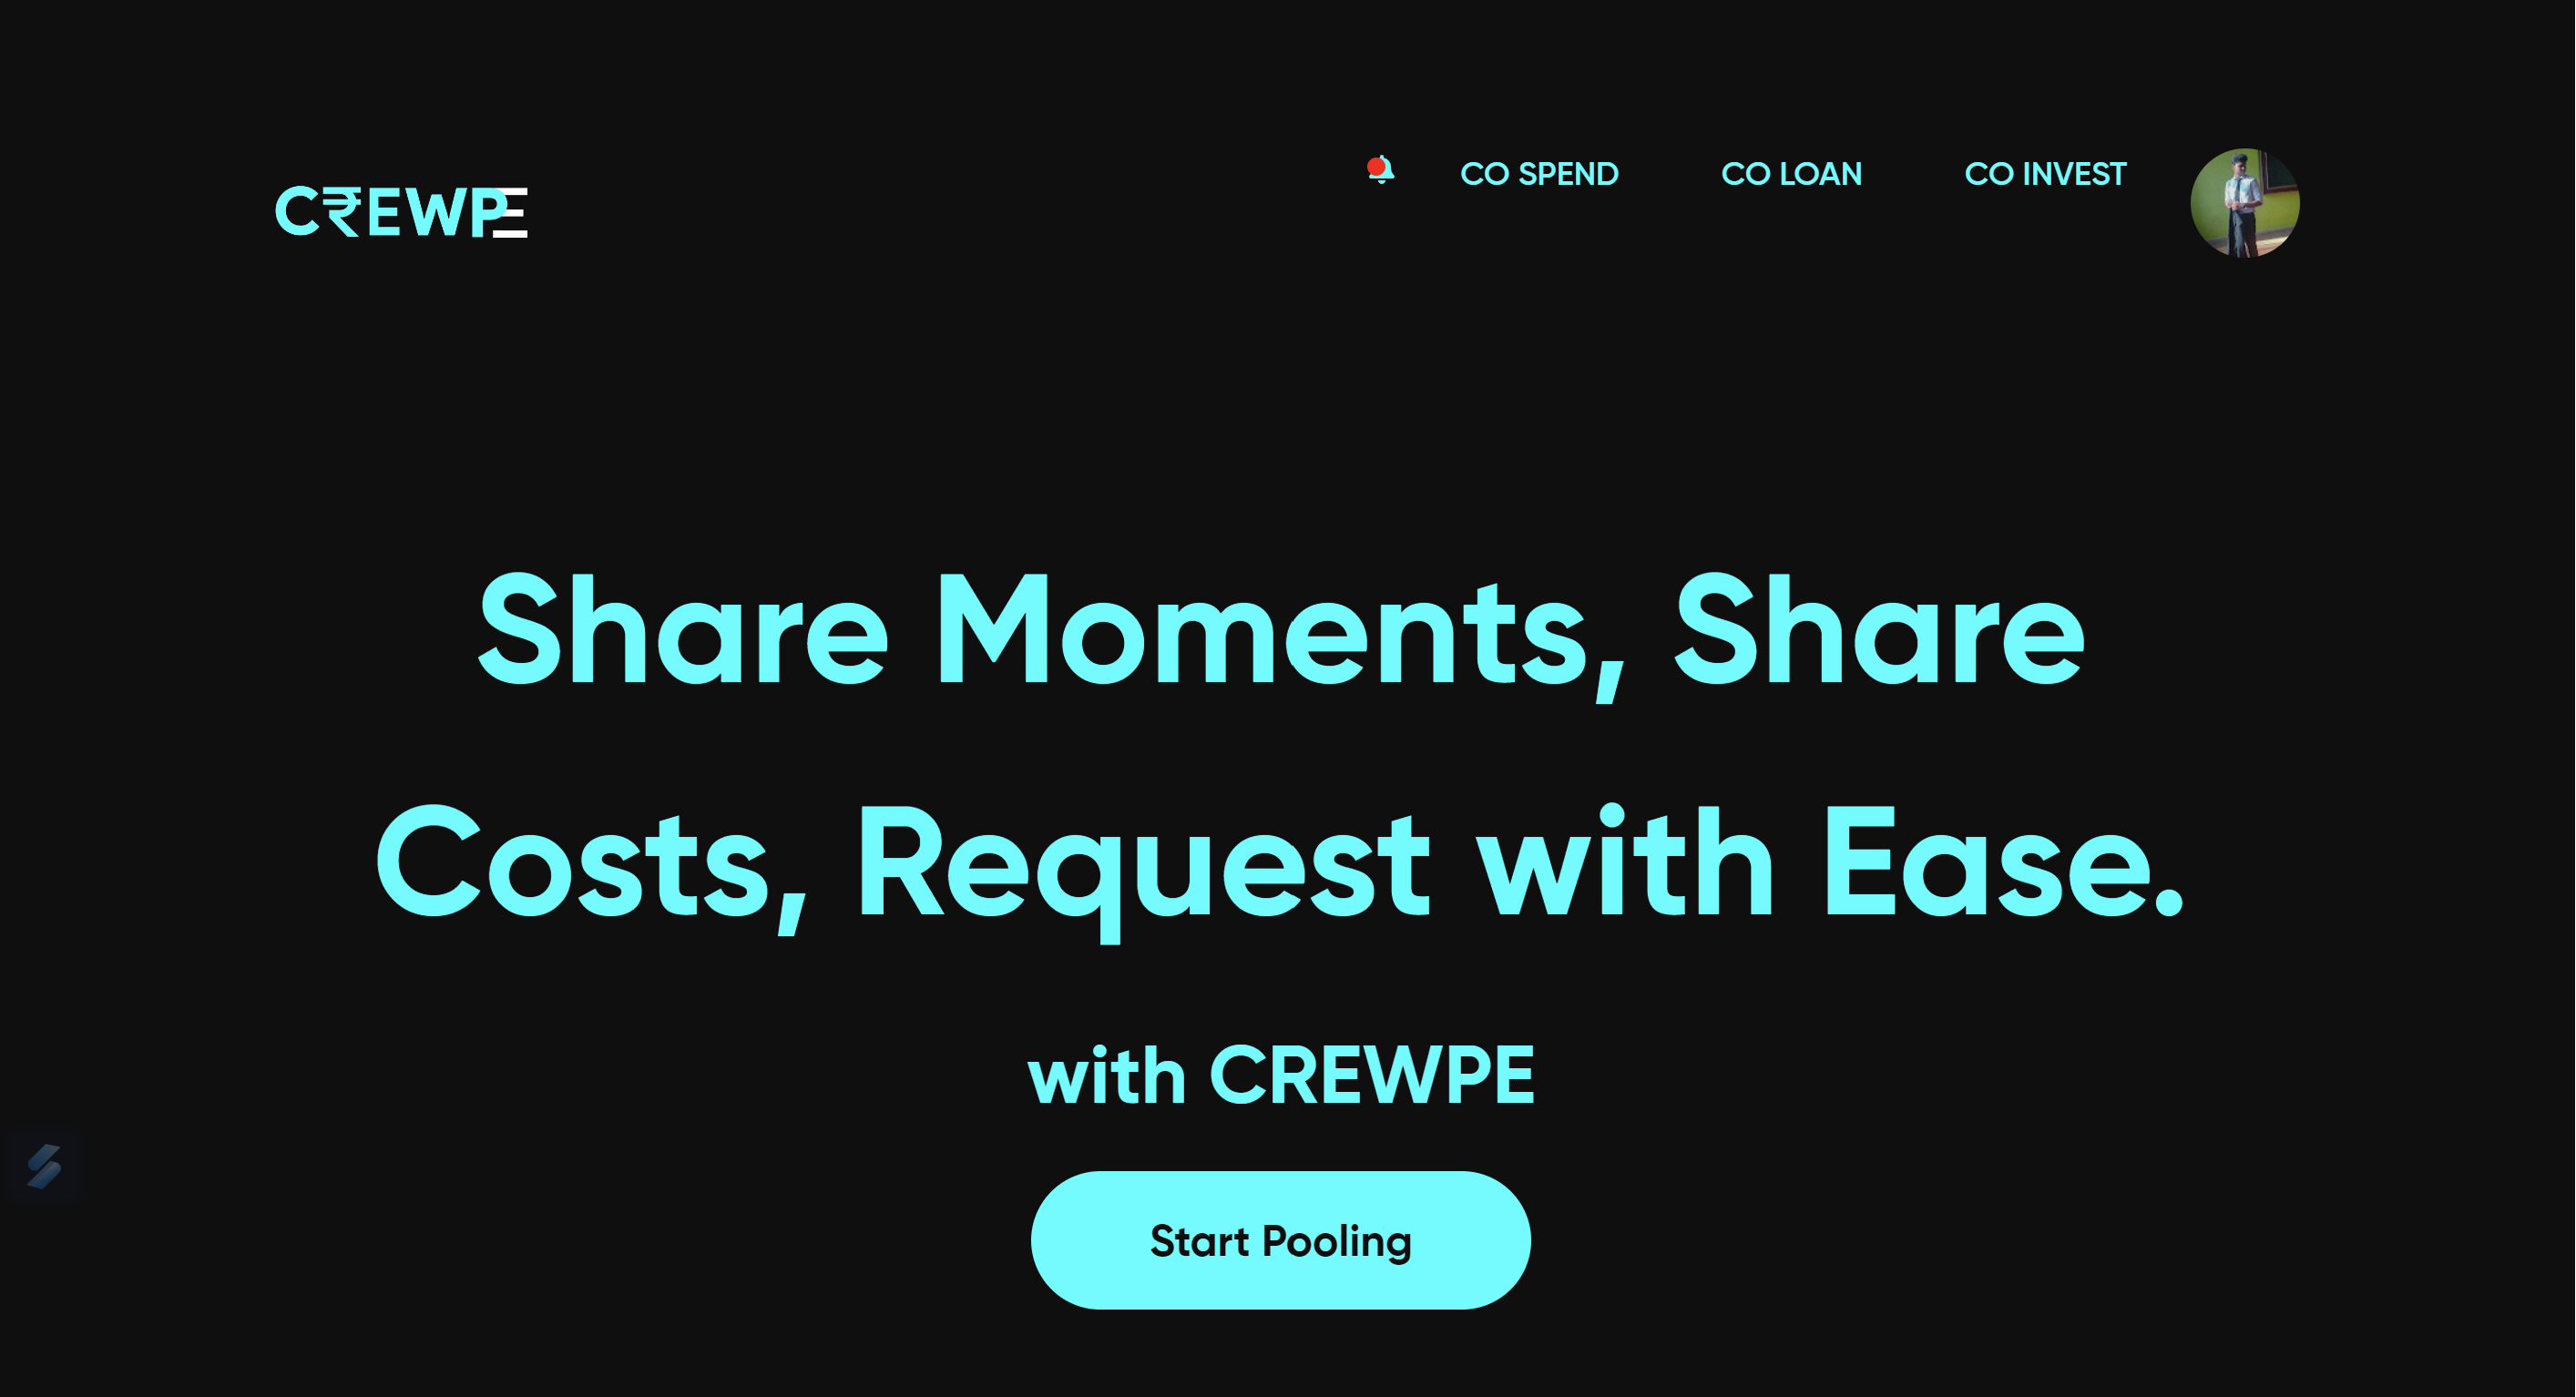 C₹EWPE
CO SPEND
CO LOAN
CO INVEST
Share Moments, Share
Costs, Request with Ease.
with CREWPE
Start Pooling